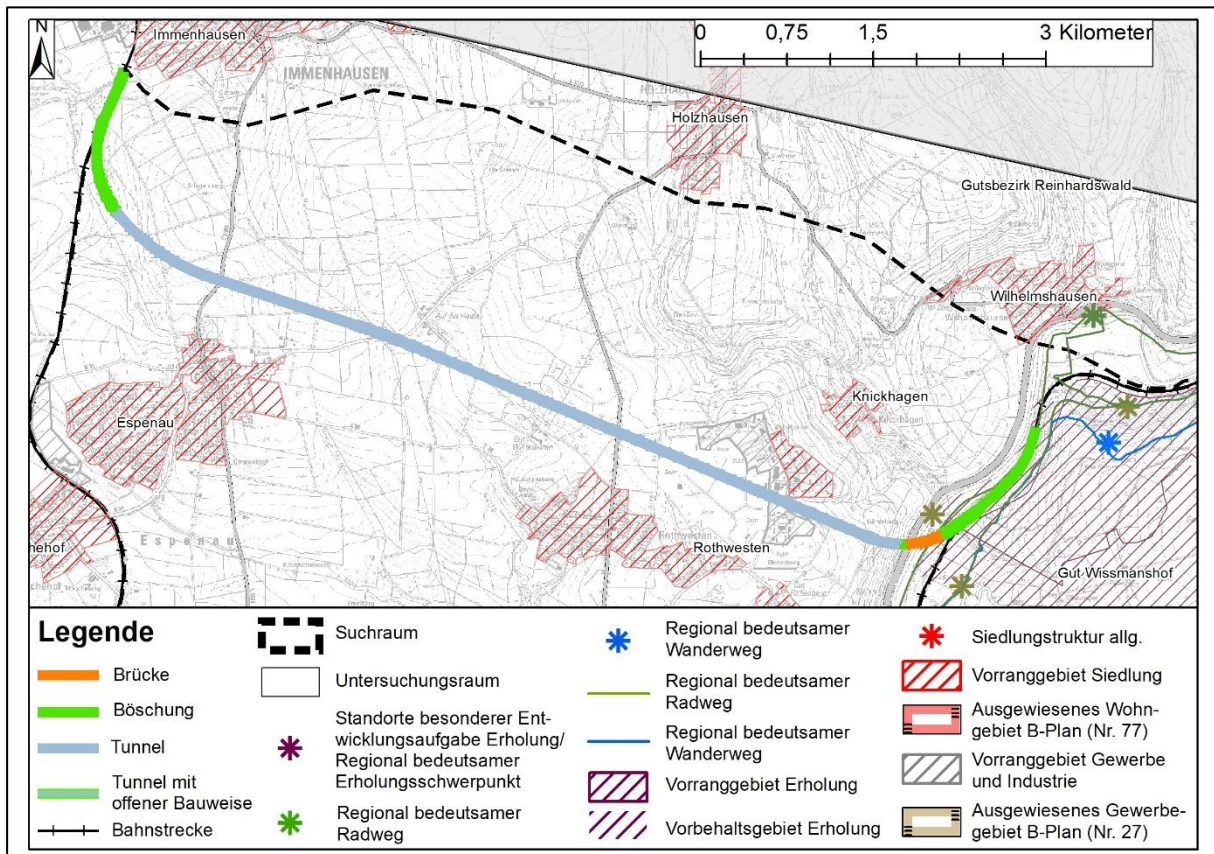 N
Immenhausen
0 0,75 1,5 3 Kilometer
IMMENHAUSEN
Holzhausen
Gutsbezirk Reinhardswald
Wilhelmshausen
Knickhagen
Espenau
Espenau
Rothwesten
Rothwesten
Gut Wissmanshof
Legende
Brücke
Böschung
Tunnel
Tunnel mit
offener Bauweise
Bahnstrecke
Suchraum
Untersuchungsraum
Standorte besonderer Ent-
wicklungsaufgabe Erholung/
Regional bedeutsamer
Erholungsschwerpunkt
Regional bedeutsamer
Radweg
Regional bedeutsamer
Wanderweg
Regional bedeutsamer
Radweg
Regional bedeutsamer
Wanderweg
Vorranggebiet Erholung
Vorbehaltsgebiet Erholung
Siedlungstruktur allg.
Vorranggebiet Siedlung
Ausgewiesenes Wohn-
gebiet B-Plan (Nr. 77)
Vorranggebiet Gewerbe
und Industrie
Ausgewiesenes Gewerbe-
gebiet B-Plan (Nr. 27)